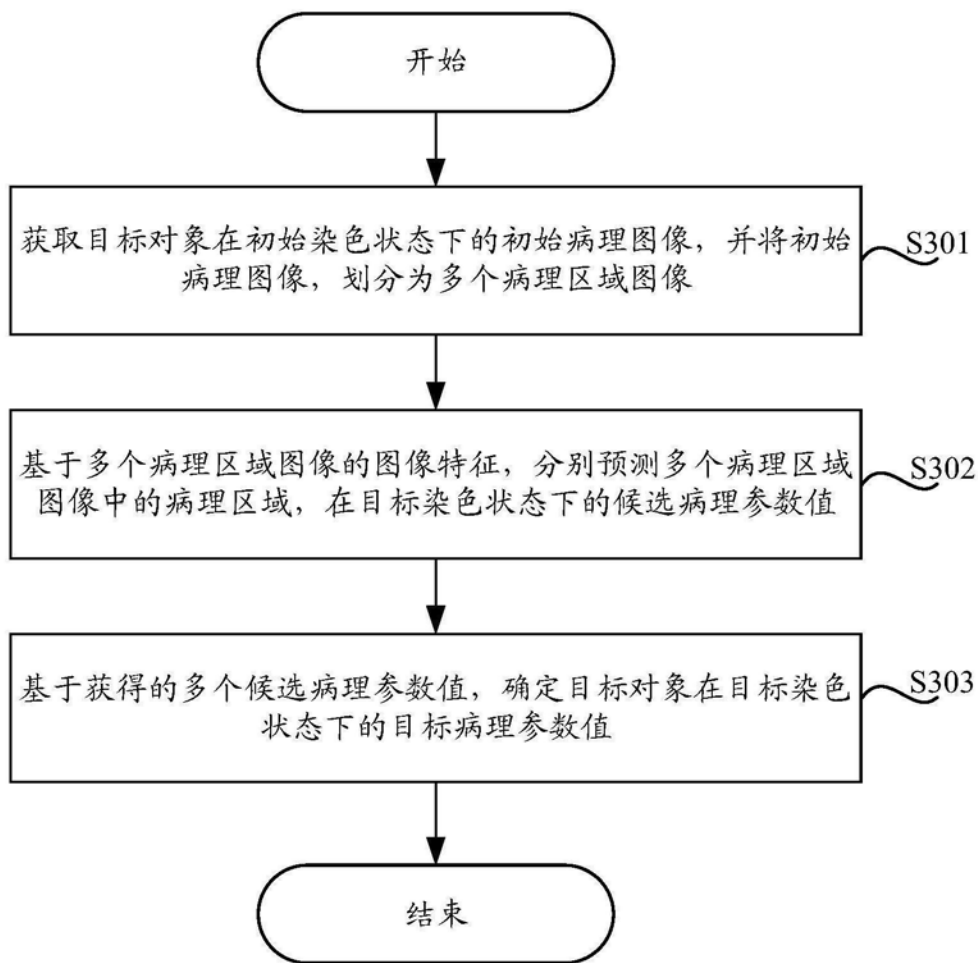 开始
获取目标对象在初始染色状态下的初始病理图像，并将初始
病理图像，划分为多个病理区域图像
S301
基于多个病理区域图像的图像特征，分别预测多个病理区域
图像中的病理区域，在目标染色状态下的候选病理参数值
S302
基于获得的多个候选病理参数值，确定目标对象在目标染色
状态下的目标病理参数值
S303
结束